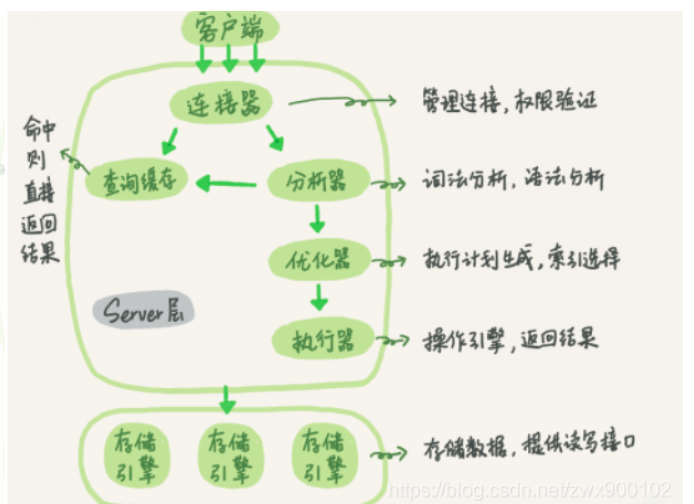 客户端
连接器
管理连接,权限验证
命中
则
直接
返回
结果
查询缓存
分析器
词法分析,语法分析
优化器
执行计划生成,索引选择
Server层
执行器
操作引擎,返回结果
存储
引擎
存储
引擎
存储
引擎
存储数据,提供读写接口
https://blog.csdn.net/zwx900102